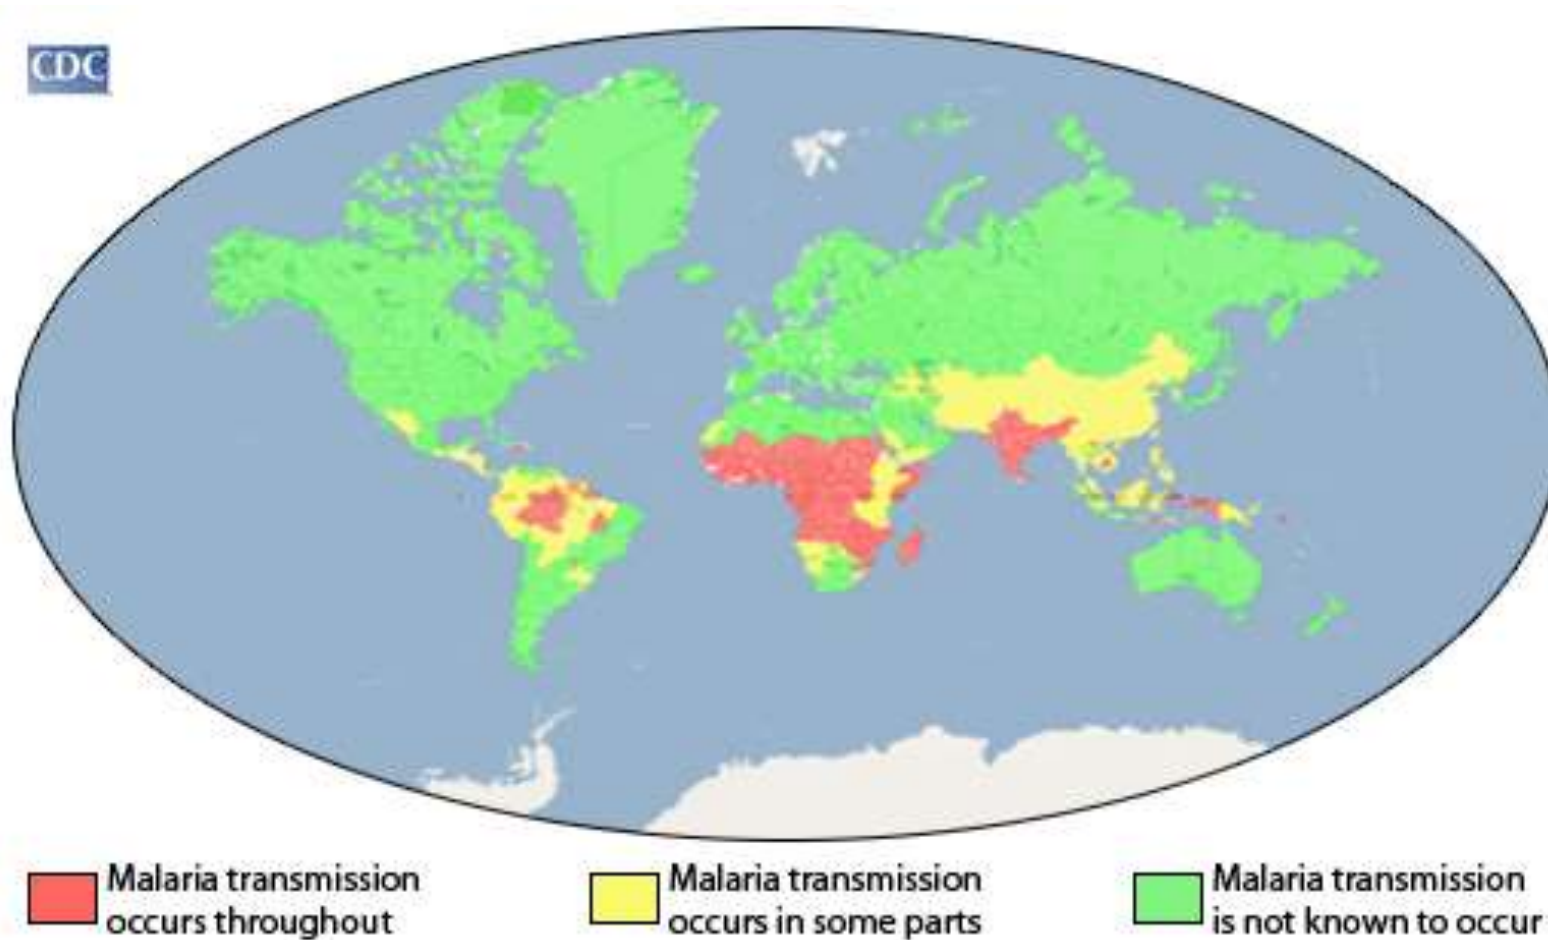 CDC
Malaria transmission
occurs throughout
Malaria transmission
occurs in some parts
Malaria transmission
is not known to occur